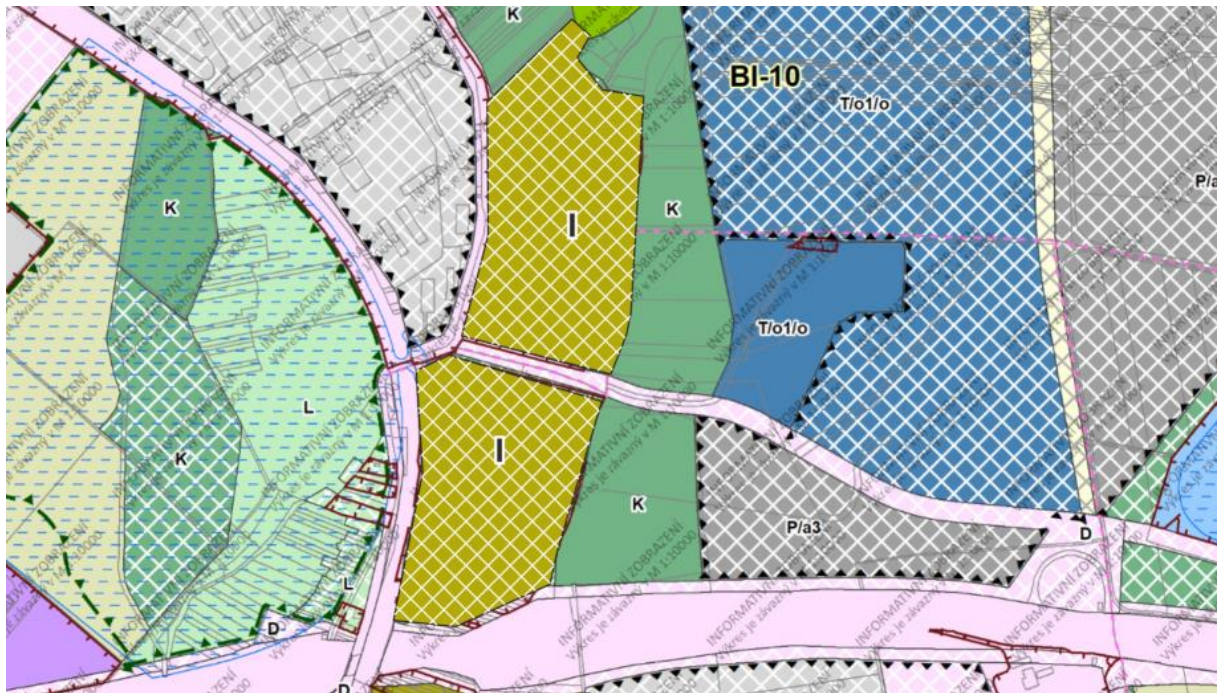 K
BI-10
T/o1/o
P/a
K
I
K
T/o1/o
L
K
I
K
P/a3
D
L
D
D
INFORMATIVNÍ ZOBRAZENÍ
Výkres je závazný v M 1:10000